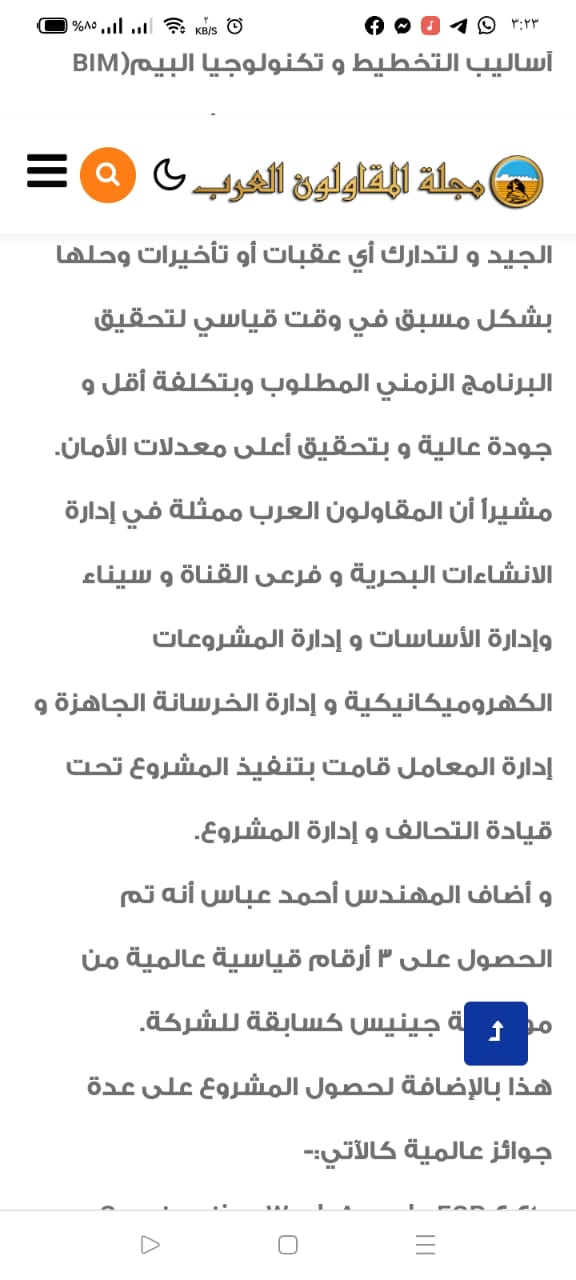 ٣:٢٣
٢ KB/S
%٨٥
أساليب التخطيط و تكنولوجيا البيم(BIM
مجلة المقاولون العرب
الجيد و لتدارك أي عقبات أو تأخيرات وحلها
بشكل مسبق في وقت قياسي لتحقيق
البرنامج الزمني المطلوب وبتكلفة أقل و
جودة عالية و بتحقيق أعلى معدلات الأمان.
مشيراً أن المقاولون العرب ممثلة في إدارة
الانشاءات البحرية و فرعى القناة و سيناء
وإدارة الأساسات و إدارة المشروعات
الكهروميكانيكية و إدارة الخرسانة الجاهزة و
إدارة المعامل قامت بتنفيذ المشروع تحت
قيادة التحالف و إدارة المشروع.
و أضاف المهندس أحمد عباس أنه تم
الحصول على ٣ أرقام قياسية عالمية من
جينيس كسابقة للشركة.
هذا بالإضافة لحصول المشروع على عدة
جوائز عالمية كالآتي:-